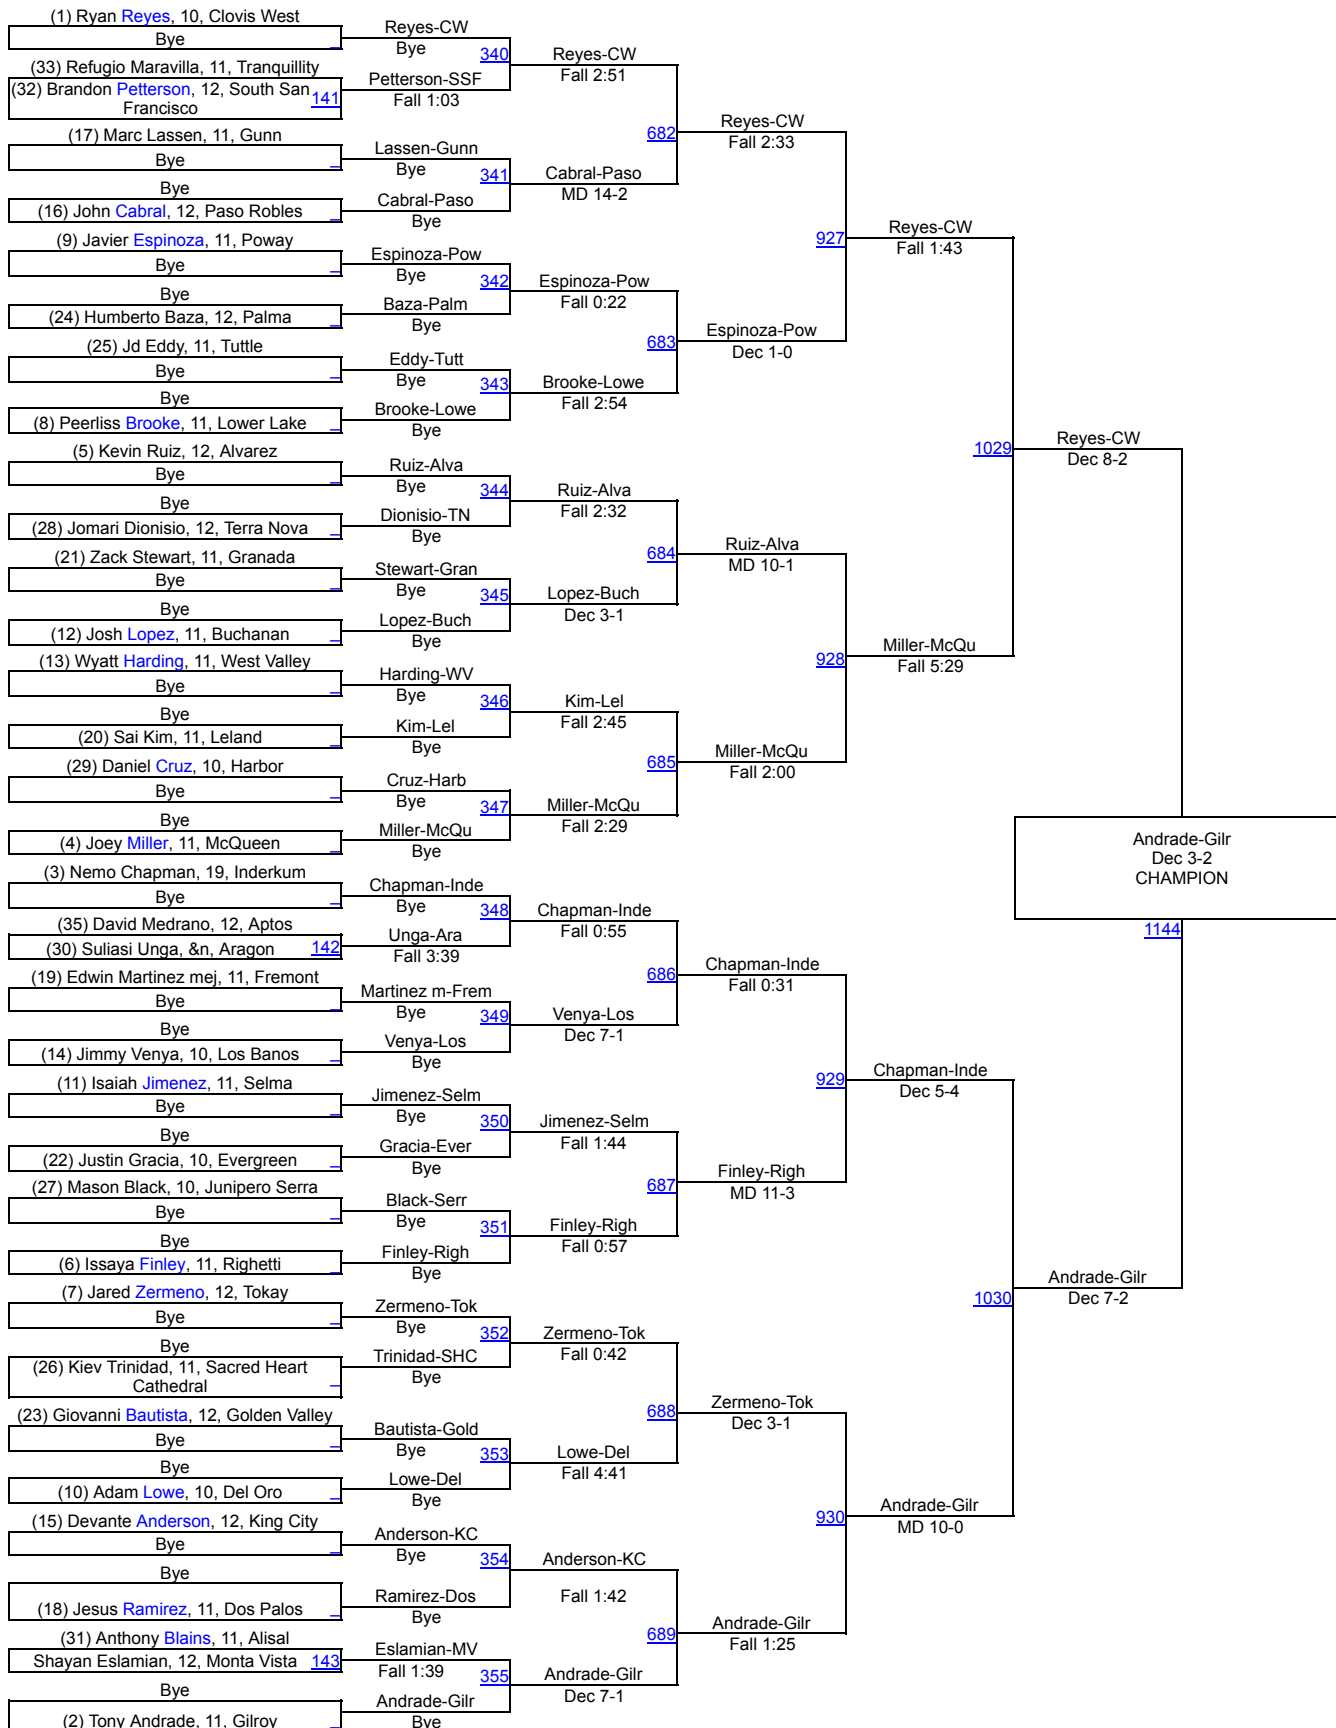 (1) Ryan Reyes, 10, Clovis West
Bye
(33) Refugio Maravilla, 11, Tranquillity
(32) Brandon Petterson, 12, South San
Francisco
141
(17) Marc Lassen, 11, Gunn
Bye
Bye
(16) John Cabral, 12, Paso Robles
(9) Javier Espinoza, 11, Poway
Bye
Bye
(24) Humberto Baza, 12, Palma
(25) Jd Eddy, 11, Tuttle
Bye
Bye
(8) Peerliss Brooke, 11, Lower Lake
(5) Kevin Ruiz, 12, Alvarez
Bye
Bye
(28) Jomari Dionisio, 12, Terra Nova
(21) Zack Stewart, 11, Granada
Bye
Bye
(12) Josh Lopez, 11, Buchanan
(13) Wyatt Harding, 11, West Valley
Bye
Bye
(20) Sai Kim, 11, Leland
(29) Daniel Cruz, 10, Harbor
Bye
Bye
(4) Joey Miller, 11, McQueen
(3) Nemo Chapman, 19, Inderkum
Bye
(35) David Medrano, 12, Aptos
(30) Suliasi Unga, &n, Aragon
142
(19) Edwin Martinez mej, 11, Fremont
Bye
Bye
(14) Jimmy Venya, 10, Los Banos
(11) Isaiah Jimenez, 11, Selma
Bye
Bye
(22) Justin Gracia, 10, Evergreen
(27) Mason Black, 10, Junipero Serra
Bye
Bye
(6) Issaya Finley, 11, Righetti
(7) Jared Zermeno, 12, Tokay
Bye
Bye
(26) Kiev Trinidad, 11, Sacred Heart
Cathedral
(23) Giovanni Bautista, 12, Golden Valley
Bye
Bye
(10) Adam Lowe, 10, Del Oro
(15) Devante Anderson, 12, King City
Bye
Bye
(18) Jesus Ramirez, 11, Dos Palos
(31) Anthony Blains, 11, Alisal
Shayan Eslamian, 12, Monta Vista
143
Bye
(2) Tony Andrade, 11, Gilroy
Reyes-CW
Bye
340
Petterson-SSF
Fall 1:03
Lassen-Gunn
Bye
341
Cabral-Paso
Bye
Espinoza-Pow
Bye
342
Baza-Palm
Bye
Eddy-Tutt
Bye
343
Brooke-Lowe
Bye
Ruiz-Alva
Bye
344
Dionisio-TN
Bye
Stewart-Gran
Bye
345
Lopez-Buch
Bye
Harding-WV
Bye
346
Kim-Lel
Bye
Cruz-Harb
Bye
347
Miller-McQu
Bye
Chapman-Inde
Bye
348
Unga-Ara
Fall 3:39
Martinez m-Frem
Bye
349
Venya-Los
Bye
Jimenez-Selm
Bye
350
Gracia-Ever
Bye
Black-Serr
Bye
351
Finley-Righ
Bye
Zermeno-Tok
Bye
352
Trinidad-SHC
Bye
Bautista-Gold
Bye
353
Lowe-Del
Bye
Anderson-KC
Bye
354
Ramirez-Dos
Bye
Eslamian-MV
Fall 1:39
355
Andrade-Gilr
Bye
Reyes-CW
Fall 2:51
682
Cabral-Paso
MD 14-2
Espinoza-Pow
Fall 0:22
683
Brooke-Lowe
Fall 2:54
Ruiz-Alva
Fall 2:32
684
Lopez-Buch
Dec 3-1
Kim-Lel
Fall 2:45
685
Miller-McQu
Fall 2:29
Chapman-Inde
Fall 0:55
686
Venya-Los
Dec 7-1
Jimenez-Selm
Fall 1:44
687
Finley-Righ
Fall 0:57
Zermeno-Tok
Fall 0:42
688
Lowe-Del
Fall 4:41
Anderson-KC
Fall 1:42
689
Andrade-Gilr
Dec 7-1
Reyes-CW
Fall 2:33
927
Espinoza-Pow
Dec 1-0
Ruiz-Alva
MD 10-1
928
Miller-McQu
Fall 2:00
Chapman-Inde
Fall 0:31
929
Finley-Righ
MD 11-3
Zermeno-Tok
Dec 3-1
930
Andrade-Gilr
Fall 1:25
Reyes-CW
Fall 1:43
1029
Miller-McQu
Fall 5:29
Chapman-Inde
Dec 5-4
1030
Andrade-Gilr
MD 10-0
Reyes-CW
Dec 8-2
Andrade-Gilr
Dec 7-2
Andrade-Gilr
Dec 3-2
CHAMPION
1144